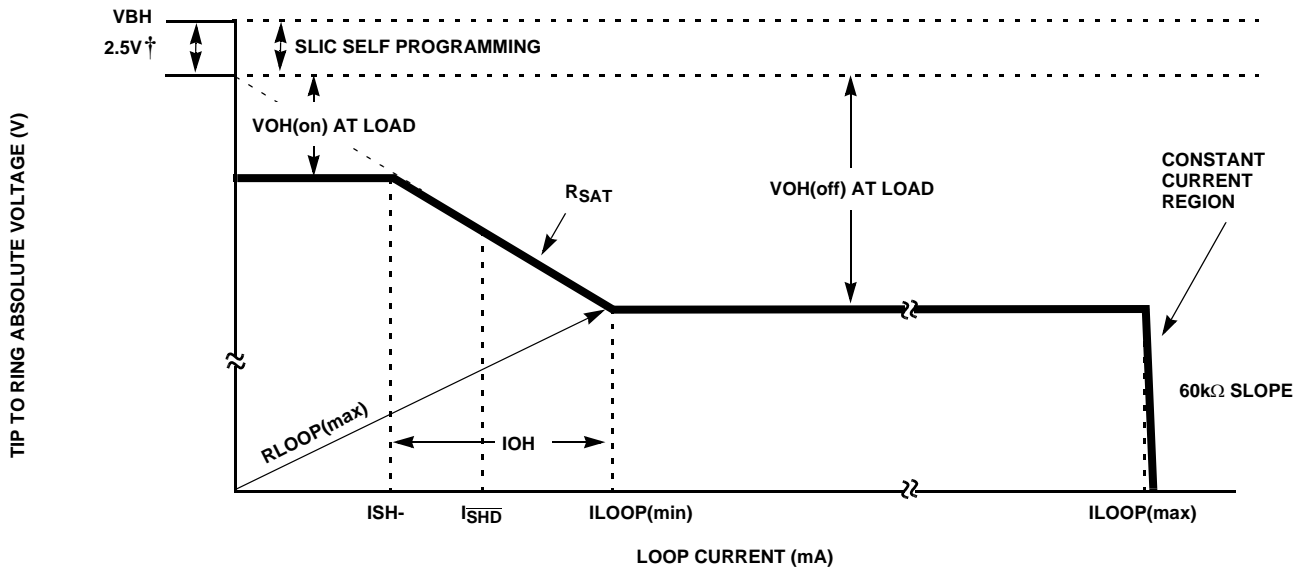 VBH
2.5V†
SLIC SELF PROGRAMMING
VOH(on) AT LOAD
VOH(off) AT LOAD
CONSTANT
CURRENT
REGION
RSAT
TIP TO RING ABSOLUTE VOLTAGE (V)
60kΩ SLOPE
RLOOP(max)
IOH
ISH-
ISHD
ILOOP(min)
ILOOP(max)
LOOP CURRENT (mA)